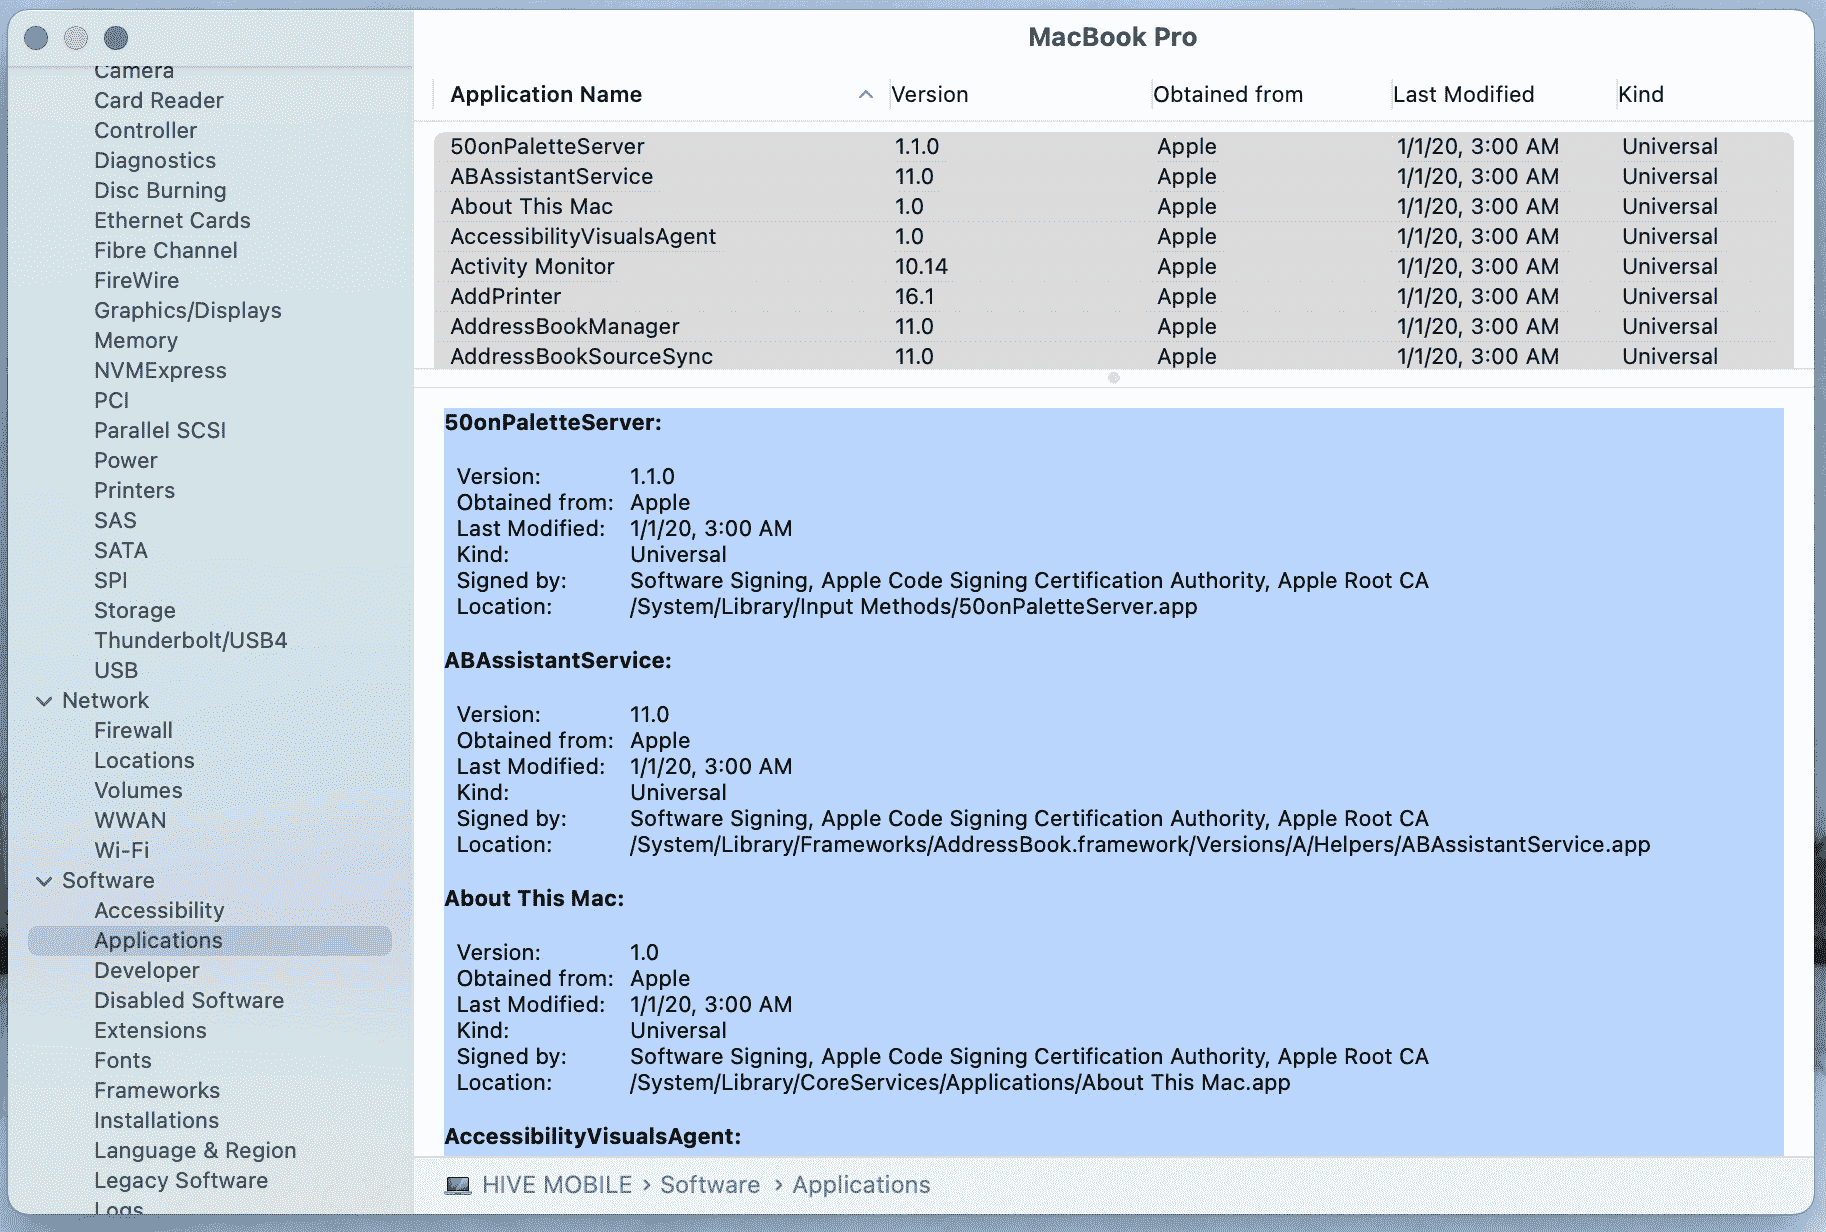 MacBook Pro
Camera
Card Reader
Controller
Diagnostics
Disc Burning
Ethernet Cards
Fibre Channel
FireWire
Graphics/Displays
Memory
NVMExpress
PCI
Parallel SCSI
Power
Printers
SAS
SATA
SPI
Storage
Thunderbolt/USB4
USB
Network
Firewall
Locations
Volumes
WWAN
Wi-Fi
Software
Accessibility
Applications
Developer
Disabled Software
Extensions
Fonts
Frameworks
Installations
Language & Region
Legacy Software
Logs
Application Name Version Obtained from Last Modified Kind
50onPaletteServer 1.1.0 Apple 1/1/20, 3:00 AM Universal
ABAssistantService 11.0 Apple 1/1/20, 3:00 AM Universal
About This Mac 1.0 Apple 1/1/20, 3:00 AM Universal
AccessibilityVisualsAgent 1.0 Apple 1/1/20, 3:00 AM Universal
Activity Monitor 10.14 Apple 1/1/20, 3:00 AM Universal
AddPrinter 16.1 Apple 1/1/20, 3:00 AM Universal
AddressBookManager 11.0 Apple 1/1/20, 3:00 AM Universal
AddressBookSourceSync 11.0 Apple 1/1/20, 3:00 AM Universal
50onPaletteServer:
Version: 1.1.0
Obtained from: Apple
Last Modified: 1/1/20, 3:00 AM
Kind: Universal
Signed by: Software Signing, Apple Code Signing Certification Authority, Apple Root CA
Location: /System/Library/Input Methods/50onPaletteServer.app
ABAssistantService:
Version: 11.0
Obtained from: Apple
Last Modified: 1/1/20, 3:00 AM
Kind: Universal
Signed by: Software Signing, Apple Code Signing Certification Authority, Apple Root CA
Location: /System/Library/Frameworks/AddressBook.framework/Versions/A/Helpers/ABAssistantService.app
About This Mac:
Version: 1.0
Obtained from: Apple
Last Modified: 1/1/20, 3:00 AM
Kind: Universal
Signed by: Software Signing, Apple Code Signing Certification Authority, Apple Root CA
Location: /System/Library/CoreServices/Applications/About This Mac.app
AccessibilityVisualsAgent:
HIVE MOBILE › Software › Applications